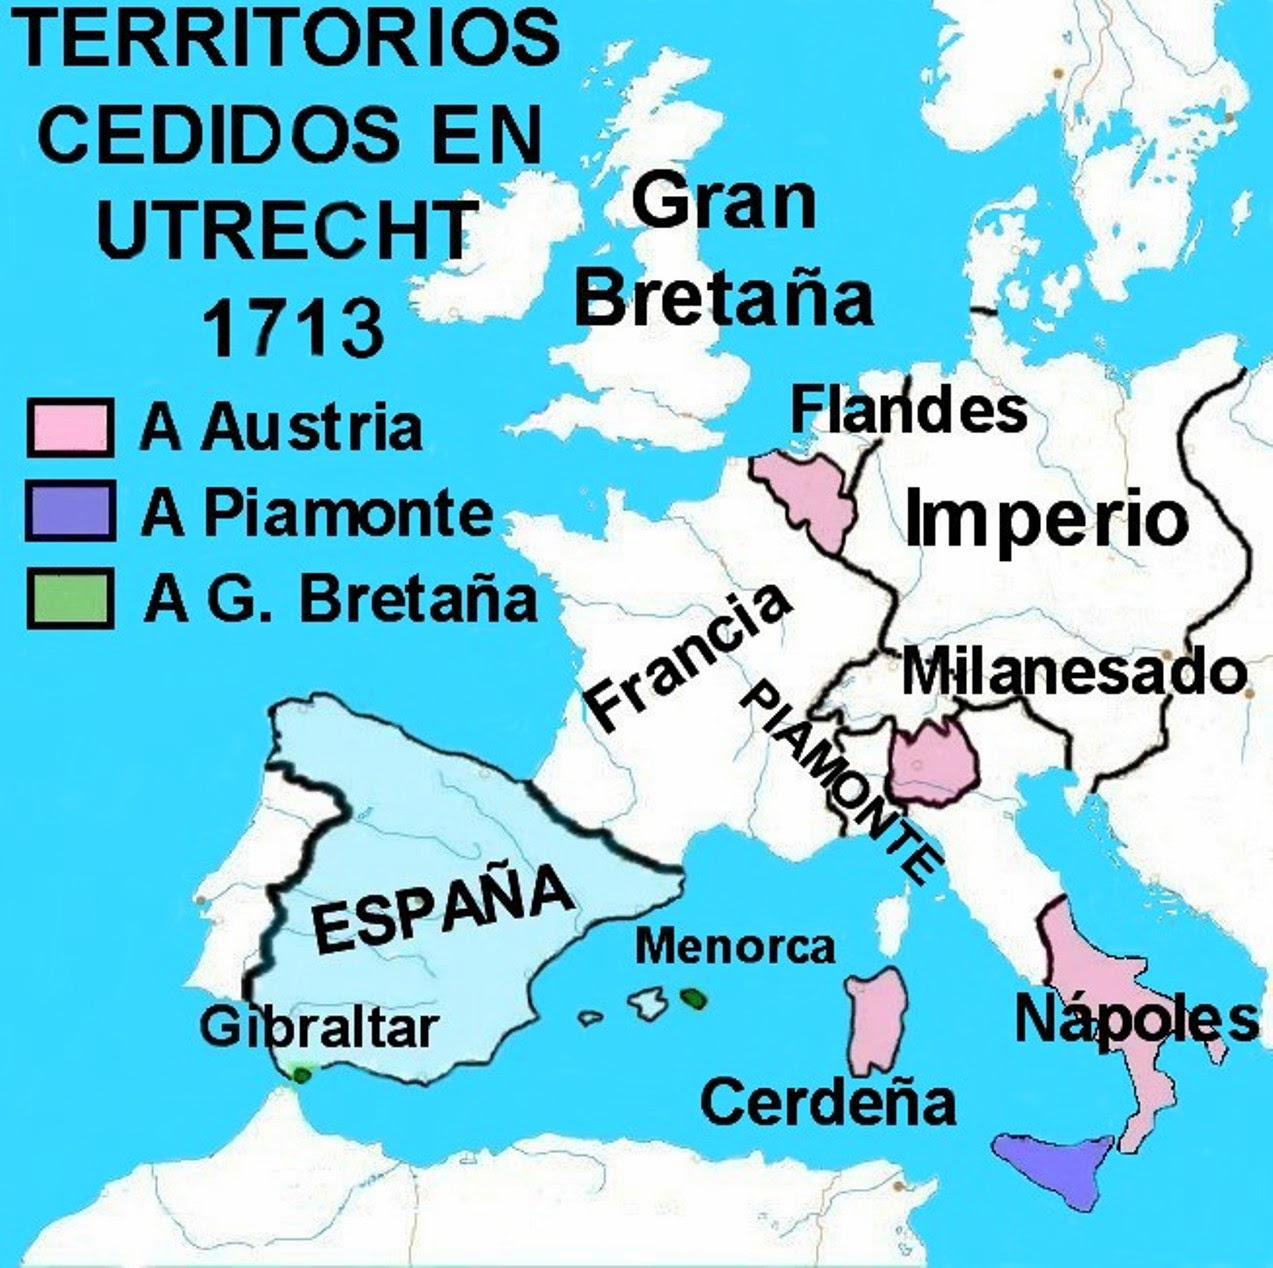 TERRITORIOS
CEDIDOS EN
UTRECHT
1713
A Austria
A Piamonte
A G. Bretaña
Gran
Bretaña
Flandes
Imperio
Francia
Milanesado
PIAMONTE
ESPAÑA
Menorca
Gibraltar
Nápoles
Cerdeña